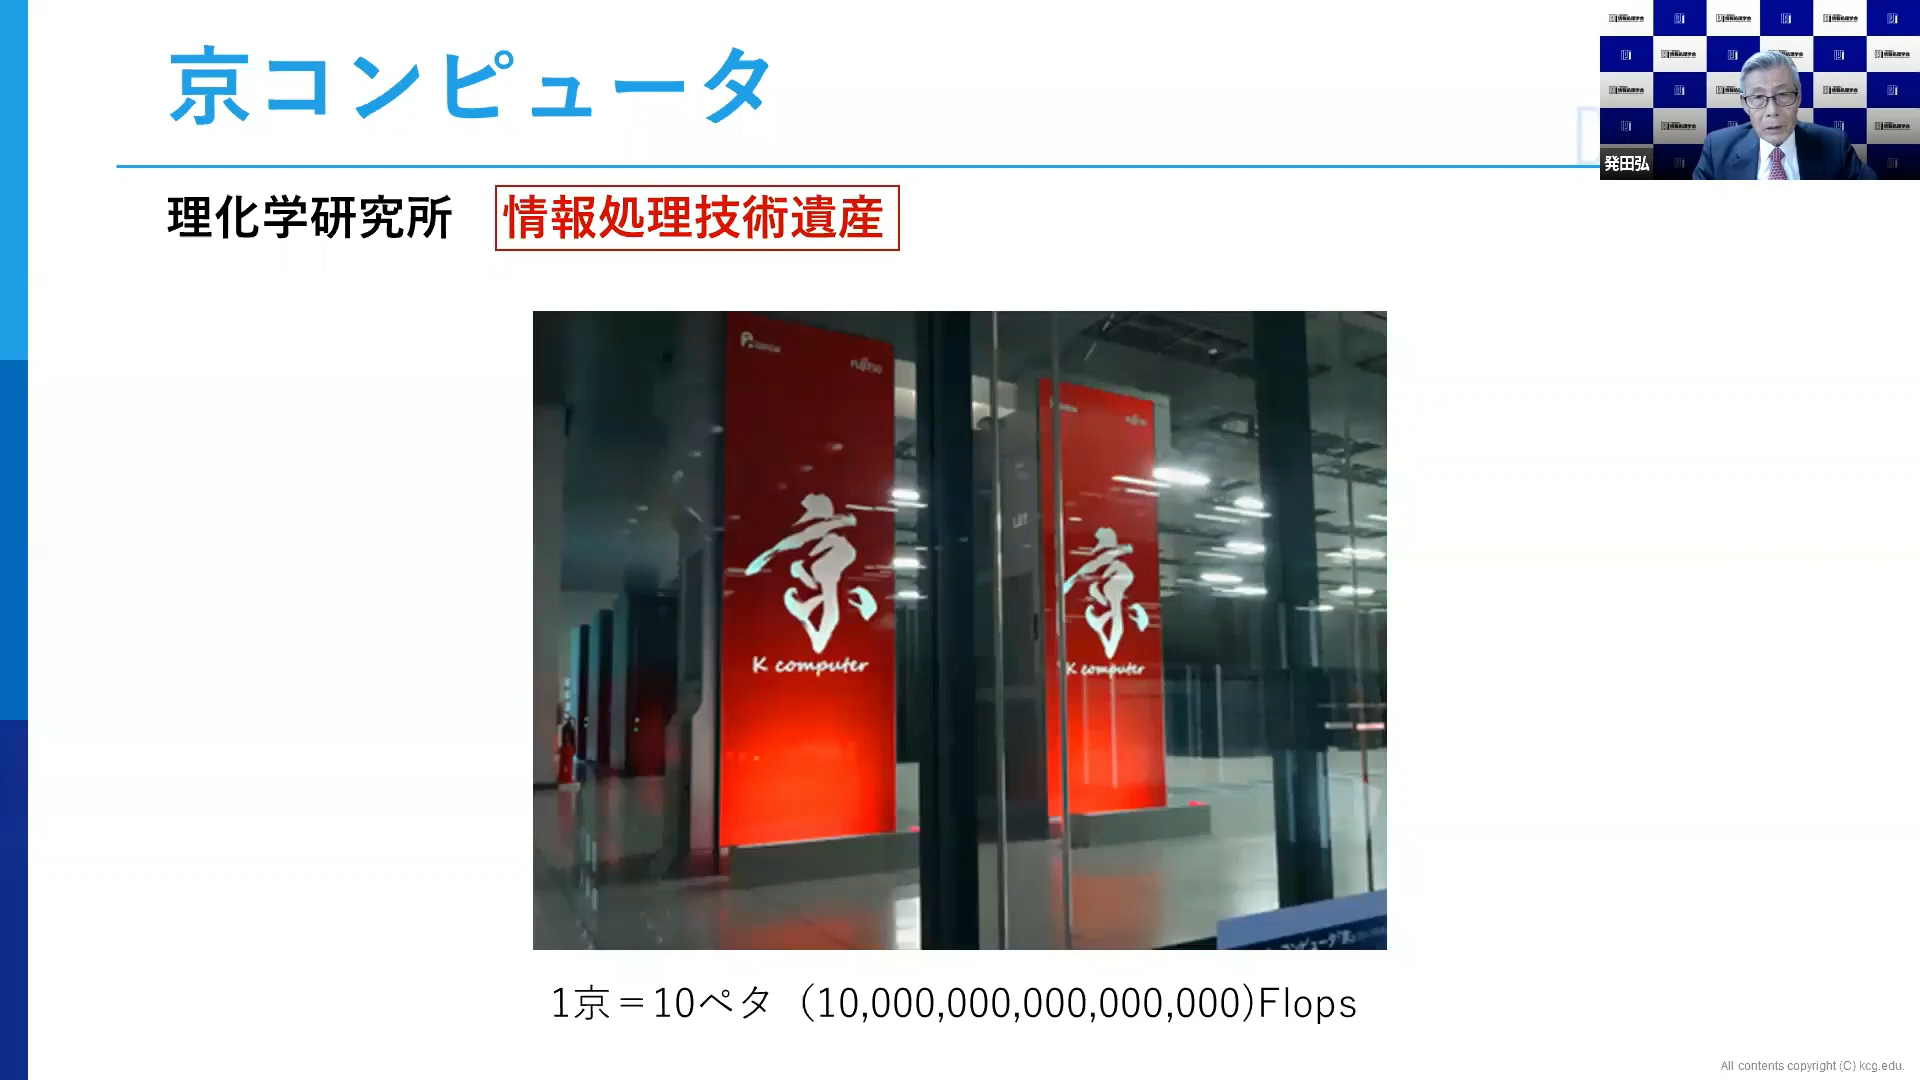 京コンピュータ
発田弘
理化学研究所 情報処理技術遺産
FUJITSU
京
K computer
京
K computer
1京＝10ペタ（10,000,000,000,000,000)Flops
All contents copyright (C) kcg.edu.